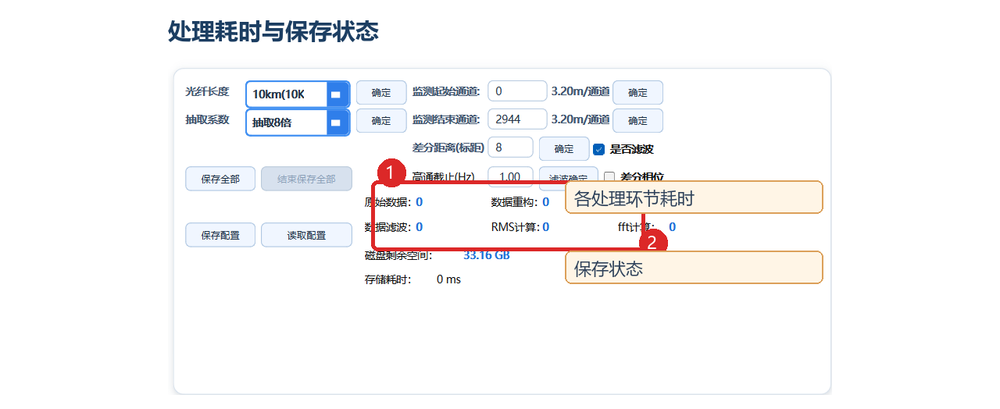 处理耗时与保存状态
光纤长度 10km(10K 确定 监测起始通道: 0 3.20m/通道 确定
抽取系数 抽取8倍 确定 监测结束通道: 2944 3.20m/通道 确定
差分距离(标距) 8 确定 是否滤波
保存全部 结束保存全部 1 高通截止(Hz) 1.00 滤波确定 差分相位
原始数据: 0 数据重构: 0 各处理环节耗时
数据滤波: 0 RMS计算: 0 fft计算: 0
保存配置 读取配置 2
磁盘剩余空间: 33.16 GB 保存状态
存储耗时: 0 ms